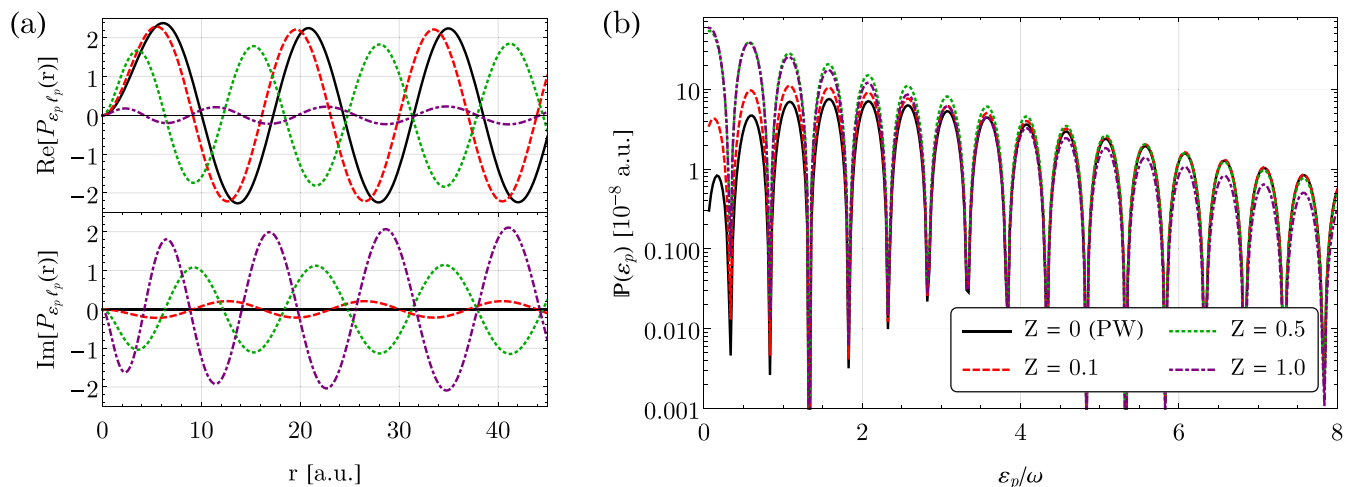 (a)
Re[P_{ε_p ℓ_p}(r)]
2
1
0
−1
−2
Im[P_{ε_p ℓ_p}(r)]
2
1
0
−1
−2
0 10 20 30 40
r [a.u.]
(b)
ℙ(ε_p) [10^{−8} a.u.]
10
1
0.100
0.010
0.001
Z = 0 (PW)
Z = 0.1
Z = 0.5
Z = 1.0
0 2 4 6 8
ε_p/ω